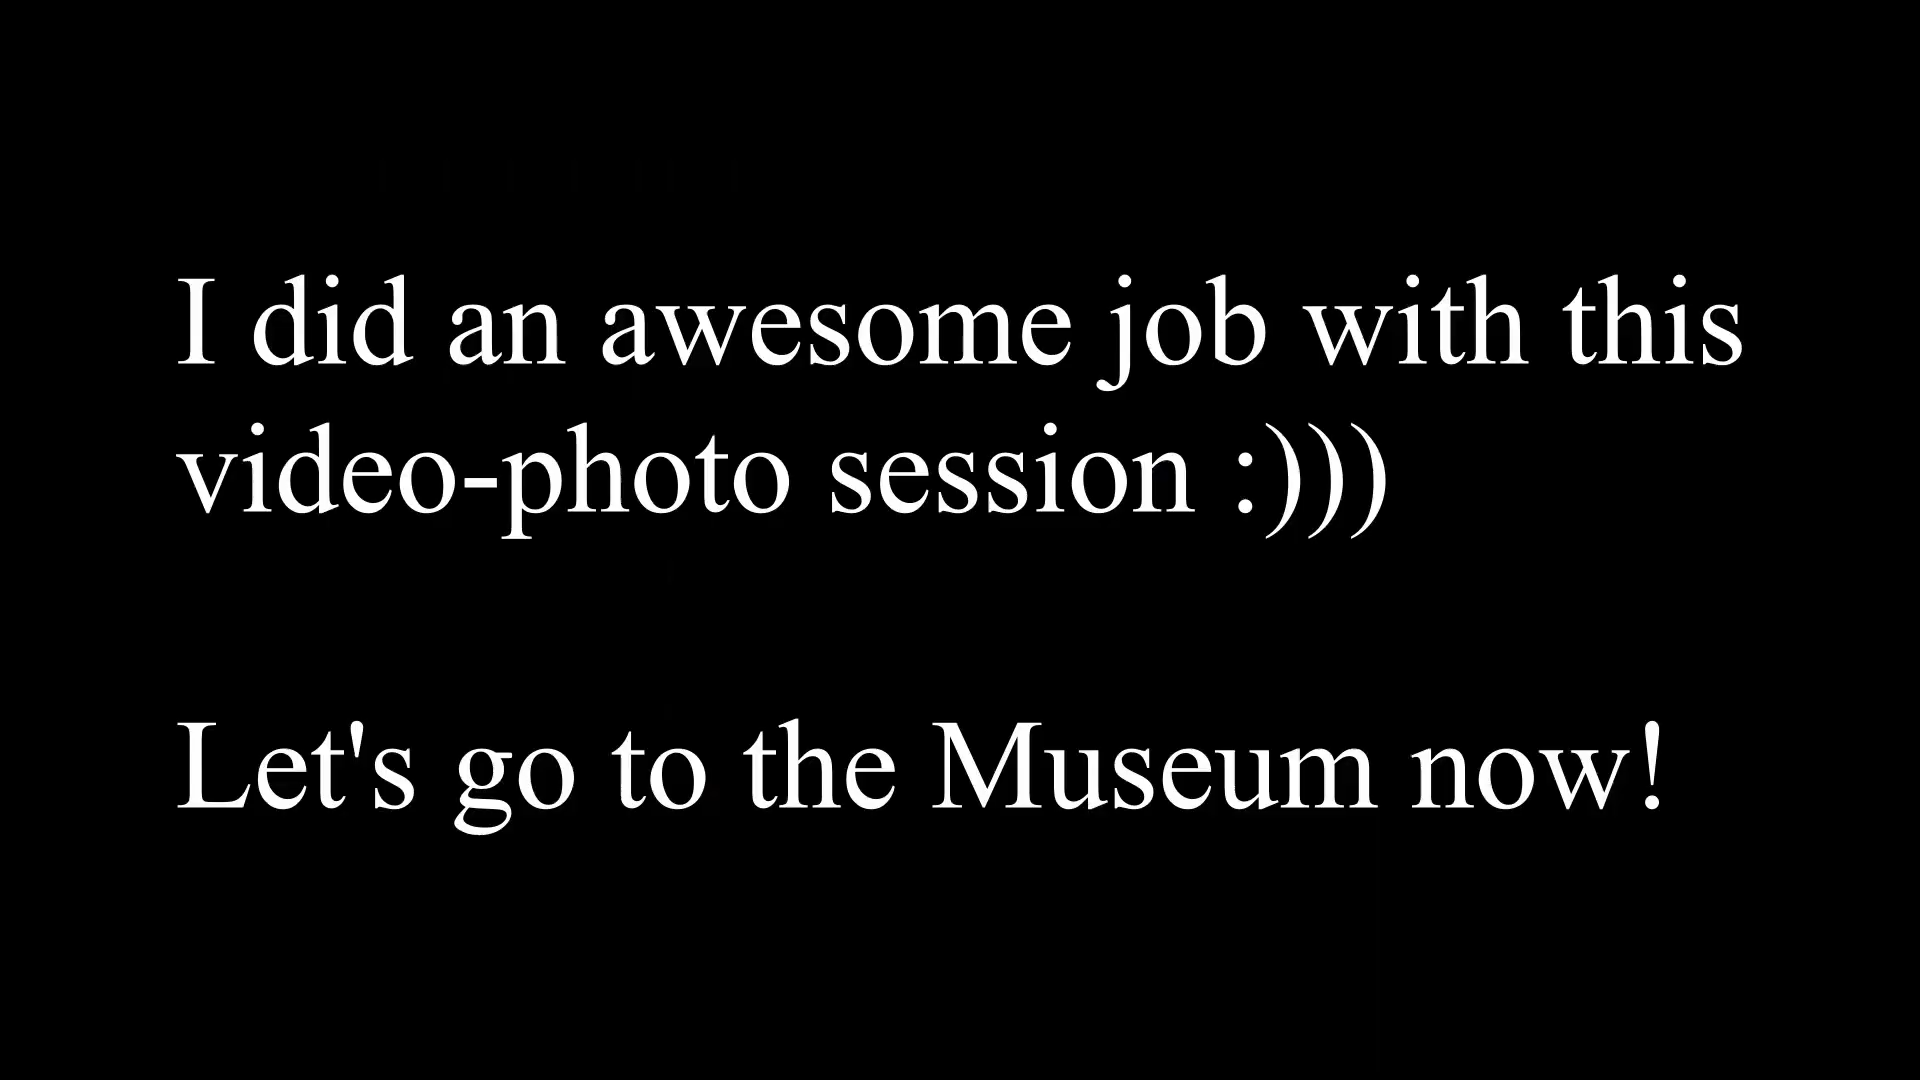 I did an awesome job with this
video-photo session :)))
Let's go to the Museum now!